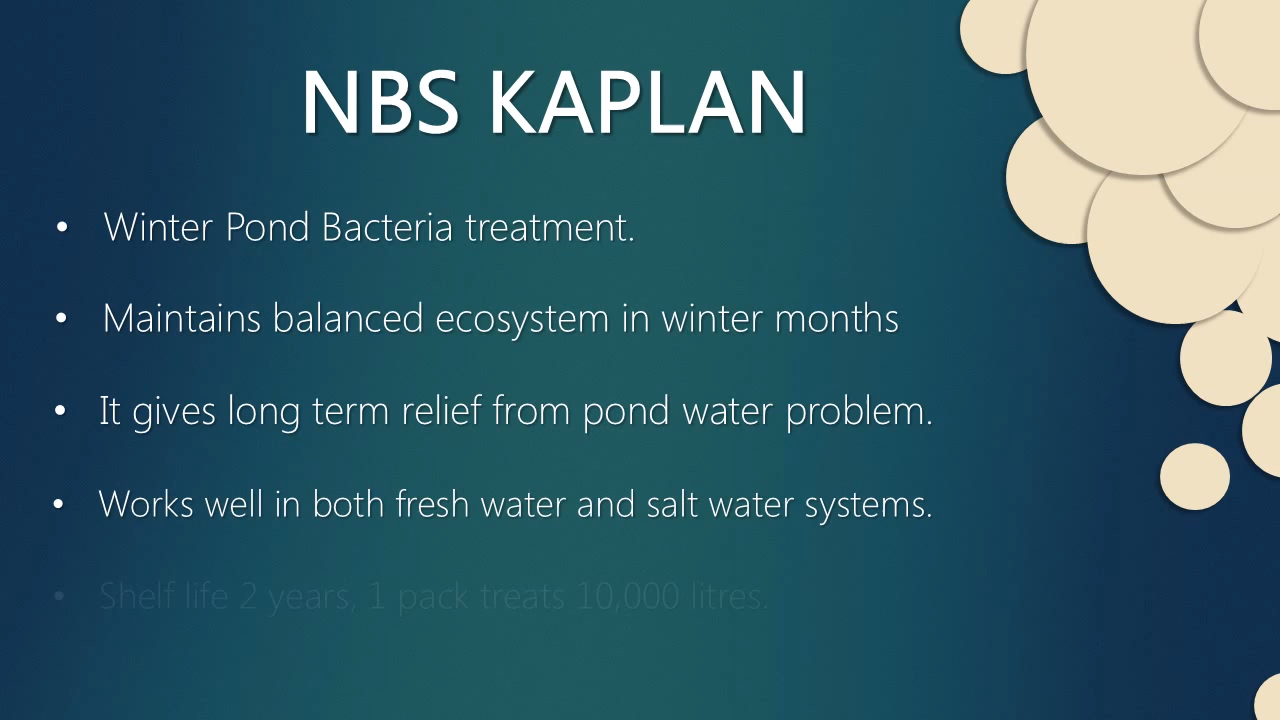 NBS KAPLAN
• Winter Pond Bacteria treatment.
• Maintains balanced ecosystem in winter months
• It gives long term relief from pond water problem.
• Works well in both fresh water and salt water systems.
• Shelf life 2 years, 1 pack treats 10,000 litres.